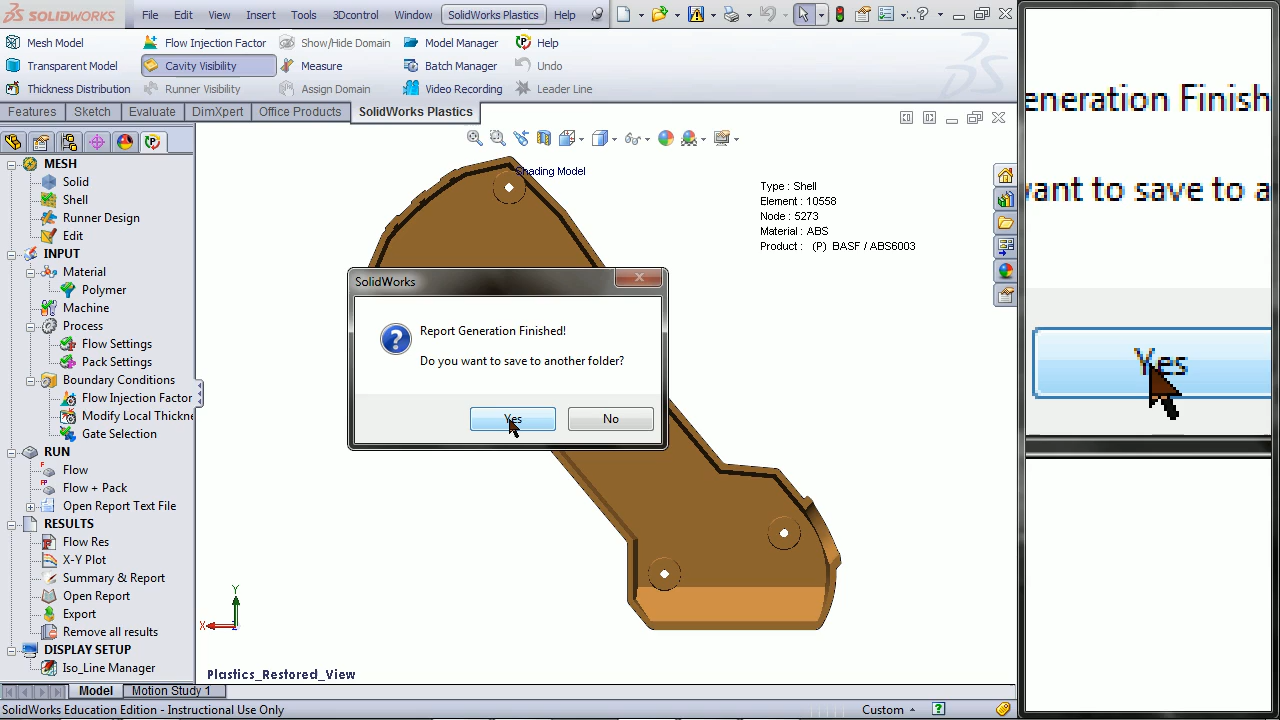 SOLIDWORKS
File Edit View Insert Tools 3Dcontrol Window SolidWorks Plastics Help
Mesh Model Flow Injection Factor Show/Hide Domain Model Manager Help
Transparent Model Cavity Visibility Measure Batch Manager Undo
Thickness Distribution Runner Visibility Assign Domain Video Recording Leader Line
Features Sketch Evaluate DimXpert Office Products SolidWorks Plastics
MESH
Solid
Shell
Runner Design
Edit
INPUT
Material
Polymer
Machine
Process
Flow Settings
Pack Settings
Boundary Conditions
Flow Injection Factor
Modify Local Thickne
Gate Selection
RUN
Flow
Flow + Pack
Open Report Text File
RESULTS
Flow Res
X-Y Plot
Summary & Report
Open Report
Export
Remove all results
DISPLAY SETUP
Iso_Line Manager
Shading Model
Type : Shell
Element : 10558
Node : 5273
Material : ABS
Product : (P) BASF / ABS6003
SolidWorks
Report Generation Finished!
Do you want to save to another folder?
Yes No
Y
X
Z
Plastics_Restored_View
Model Motion Study 1
SolidWorks Education Edition - Instructional Use Only
Custom
eneration Finish
vant to save to a
Yes